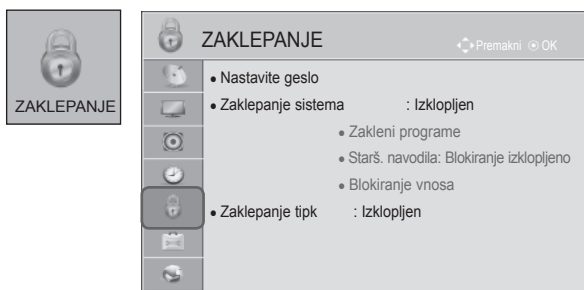 ZAKLEPANJE
ZAKLEPANJE
Premakni OK
• Nastavite geslo
• Zaklepanje sistema : Izklopljen
• Zakleni programe
• Starš. navodila: Blokiranje izklopljeno
• Blokiranje vnosa
• Zaklepanje tipk : Izklopljen